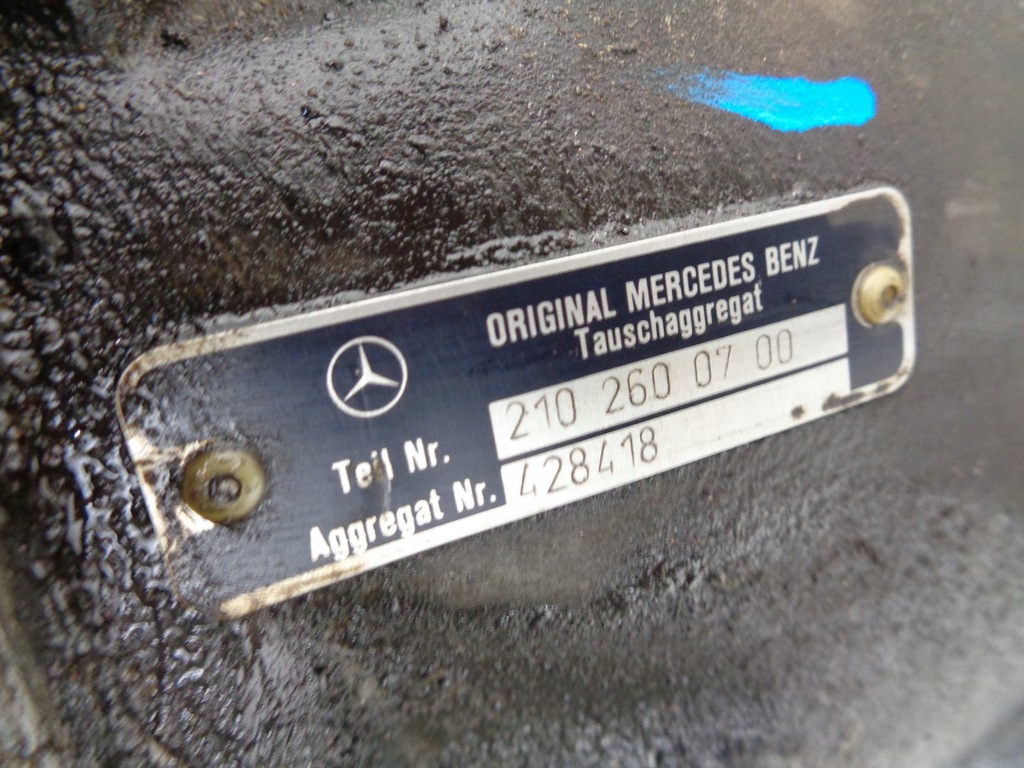 ORIGINAL MERCEDES BENZ
Tauschaggregat
Teil Nr. 210 260 07 00
Aggregat Nr. 428418